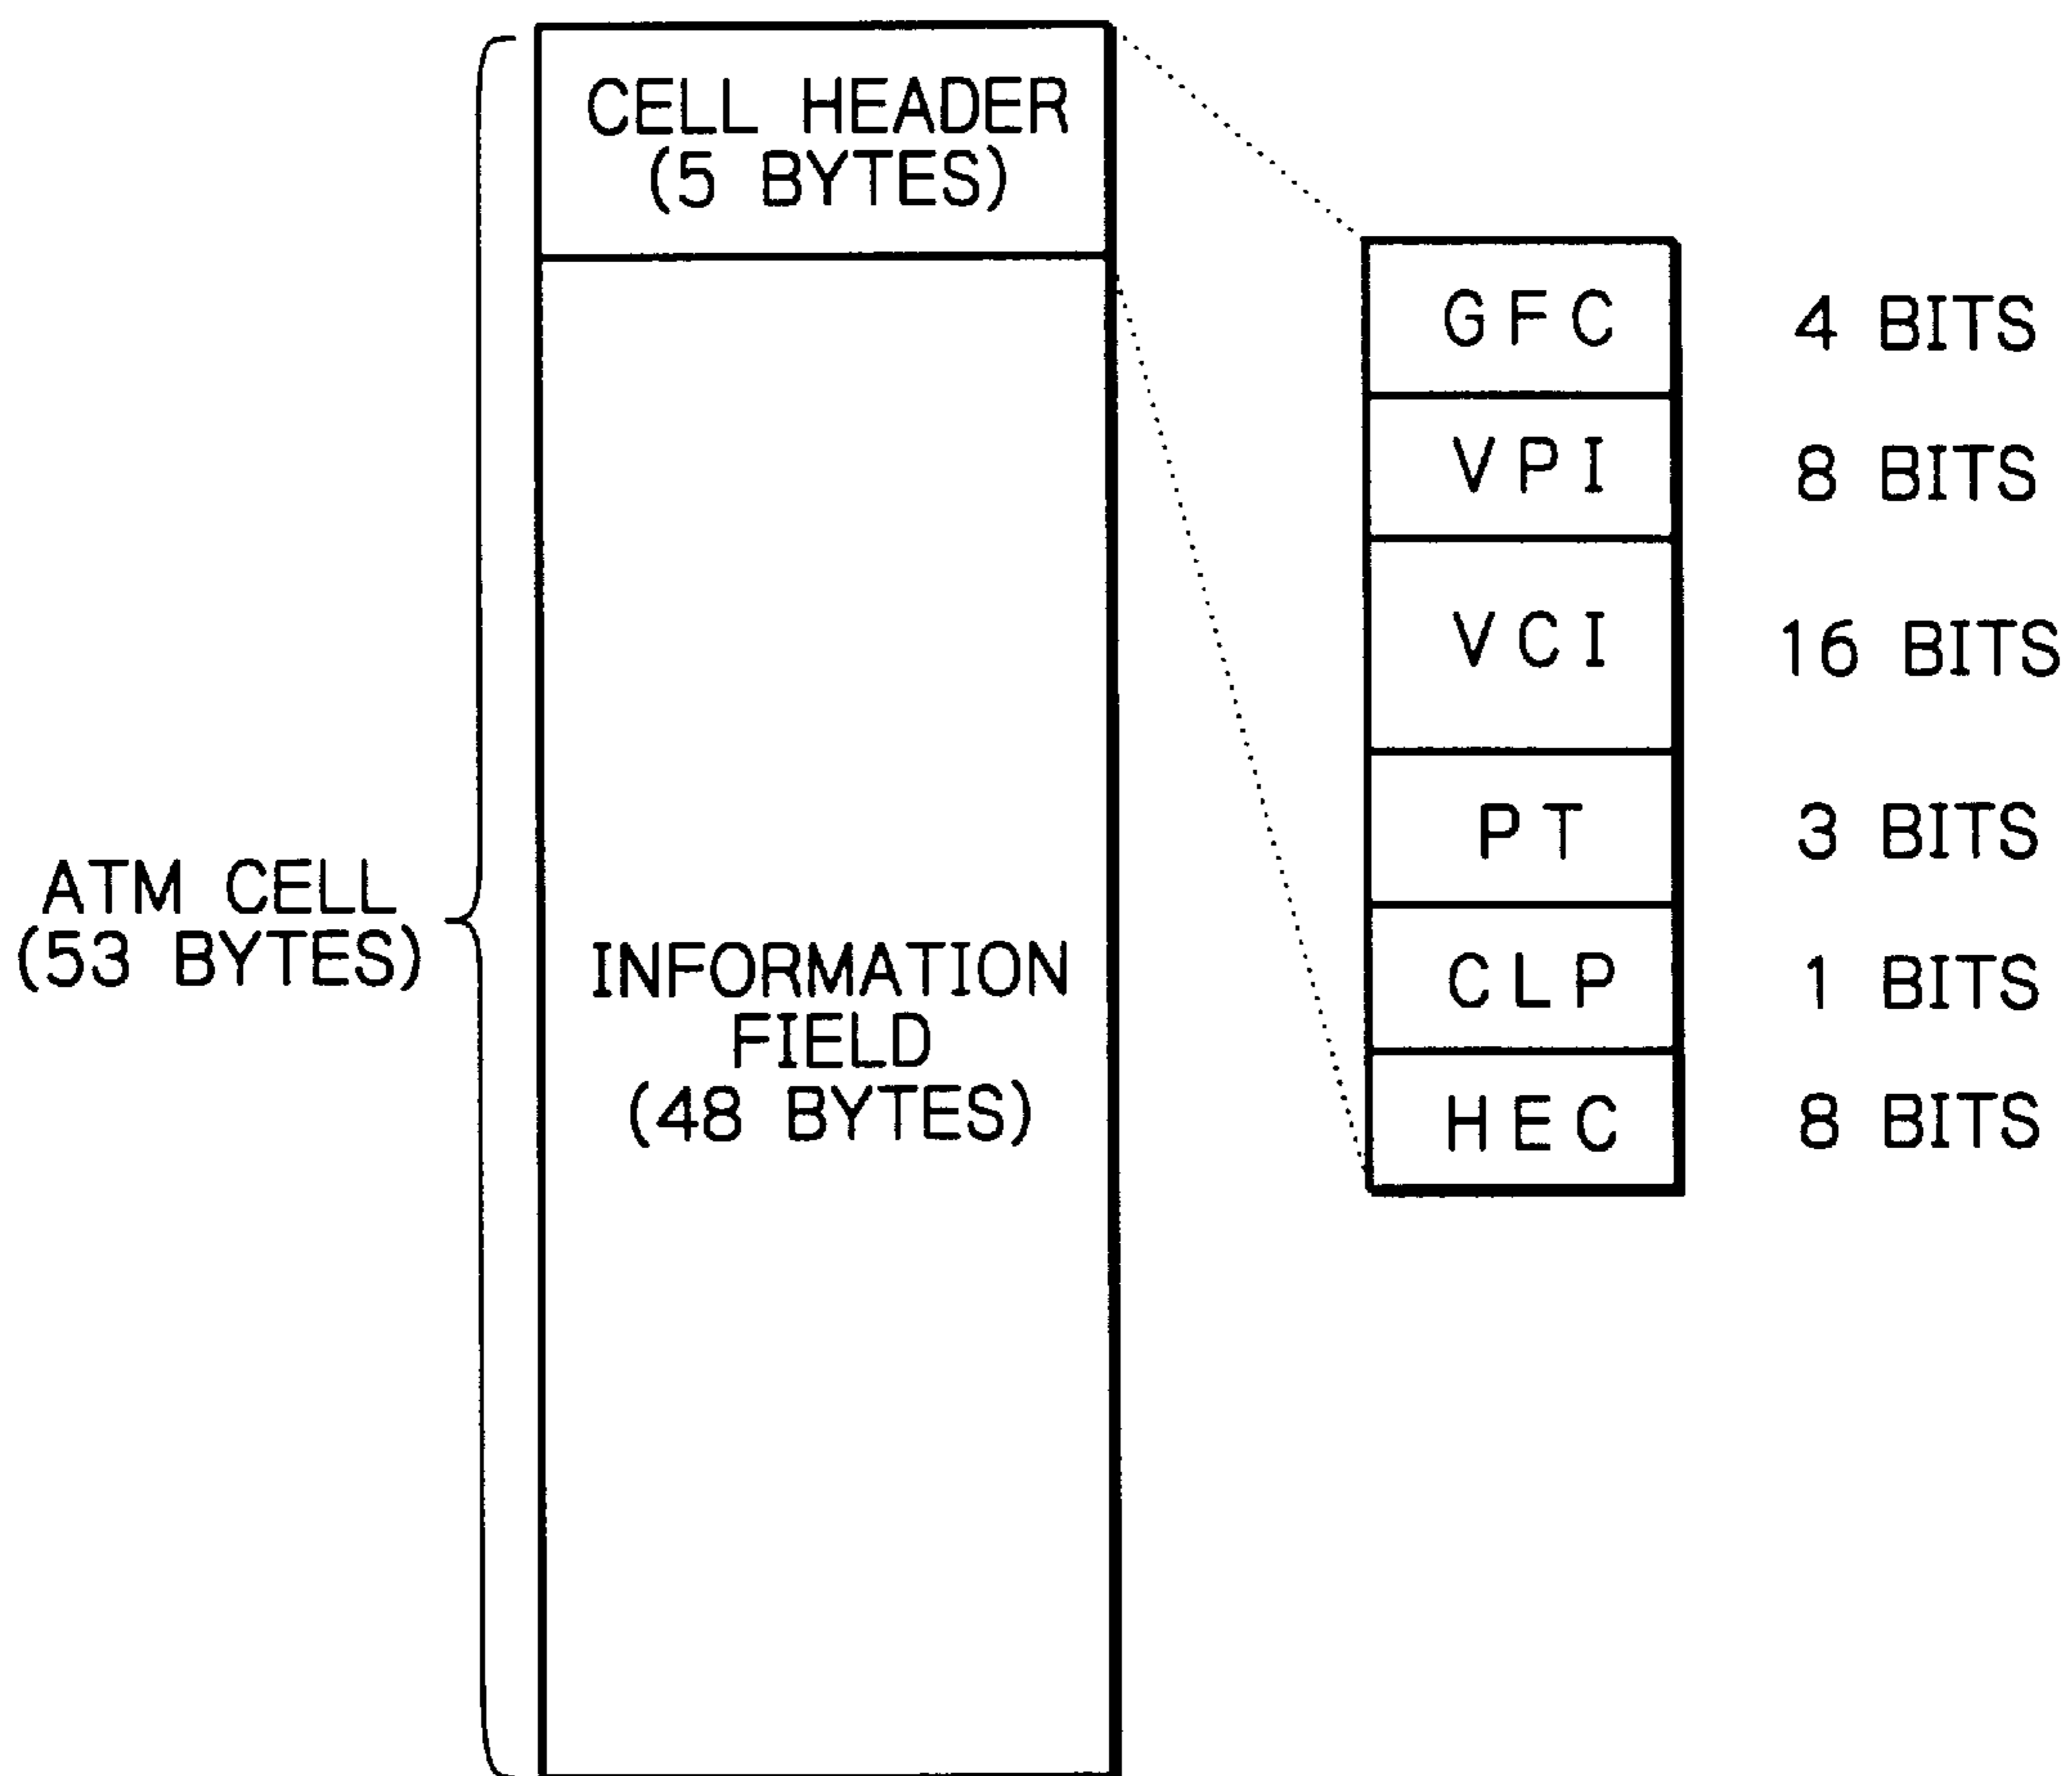 CELL HEADER
(5 BYTES)
ATM CELL
(53 BYTES)
INFORMATION
FIELD
(48 BYTES)
GFC 4 BITS
VPI 8 BITS
VCI 16 BITS
PT 3 BITS
CLP 1 BITS
HEC 8 BITS